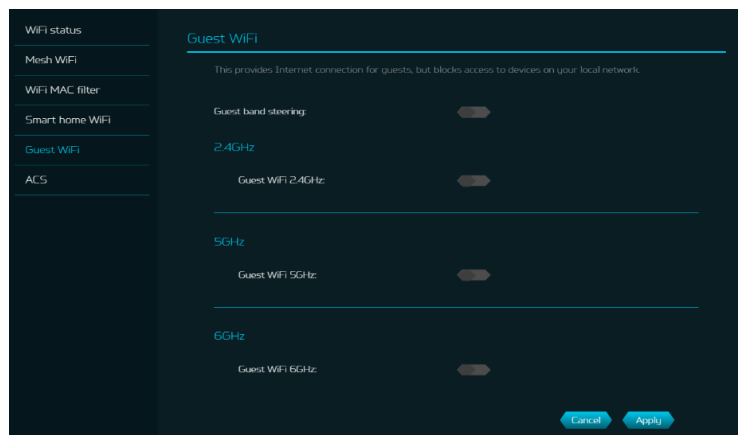 WiFi status
Mesh WiFi
WiFi MAC filter
Smart home WiFi
Guest WiFi
ACS
Guest WiFi
This provides Internet connection for guests, but blocks access to devices on your local network.
Guest band steering:
2.4GHz
Guest WiFi 2.4GHz:
5GHz
Guest WiFi 5GHz:
6GHz
Guest WiFi 6GHz:
Cancel Apply